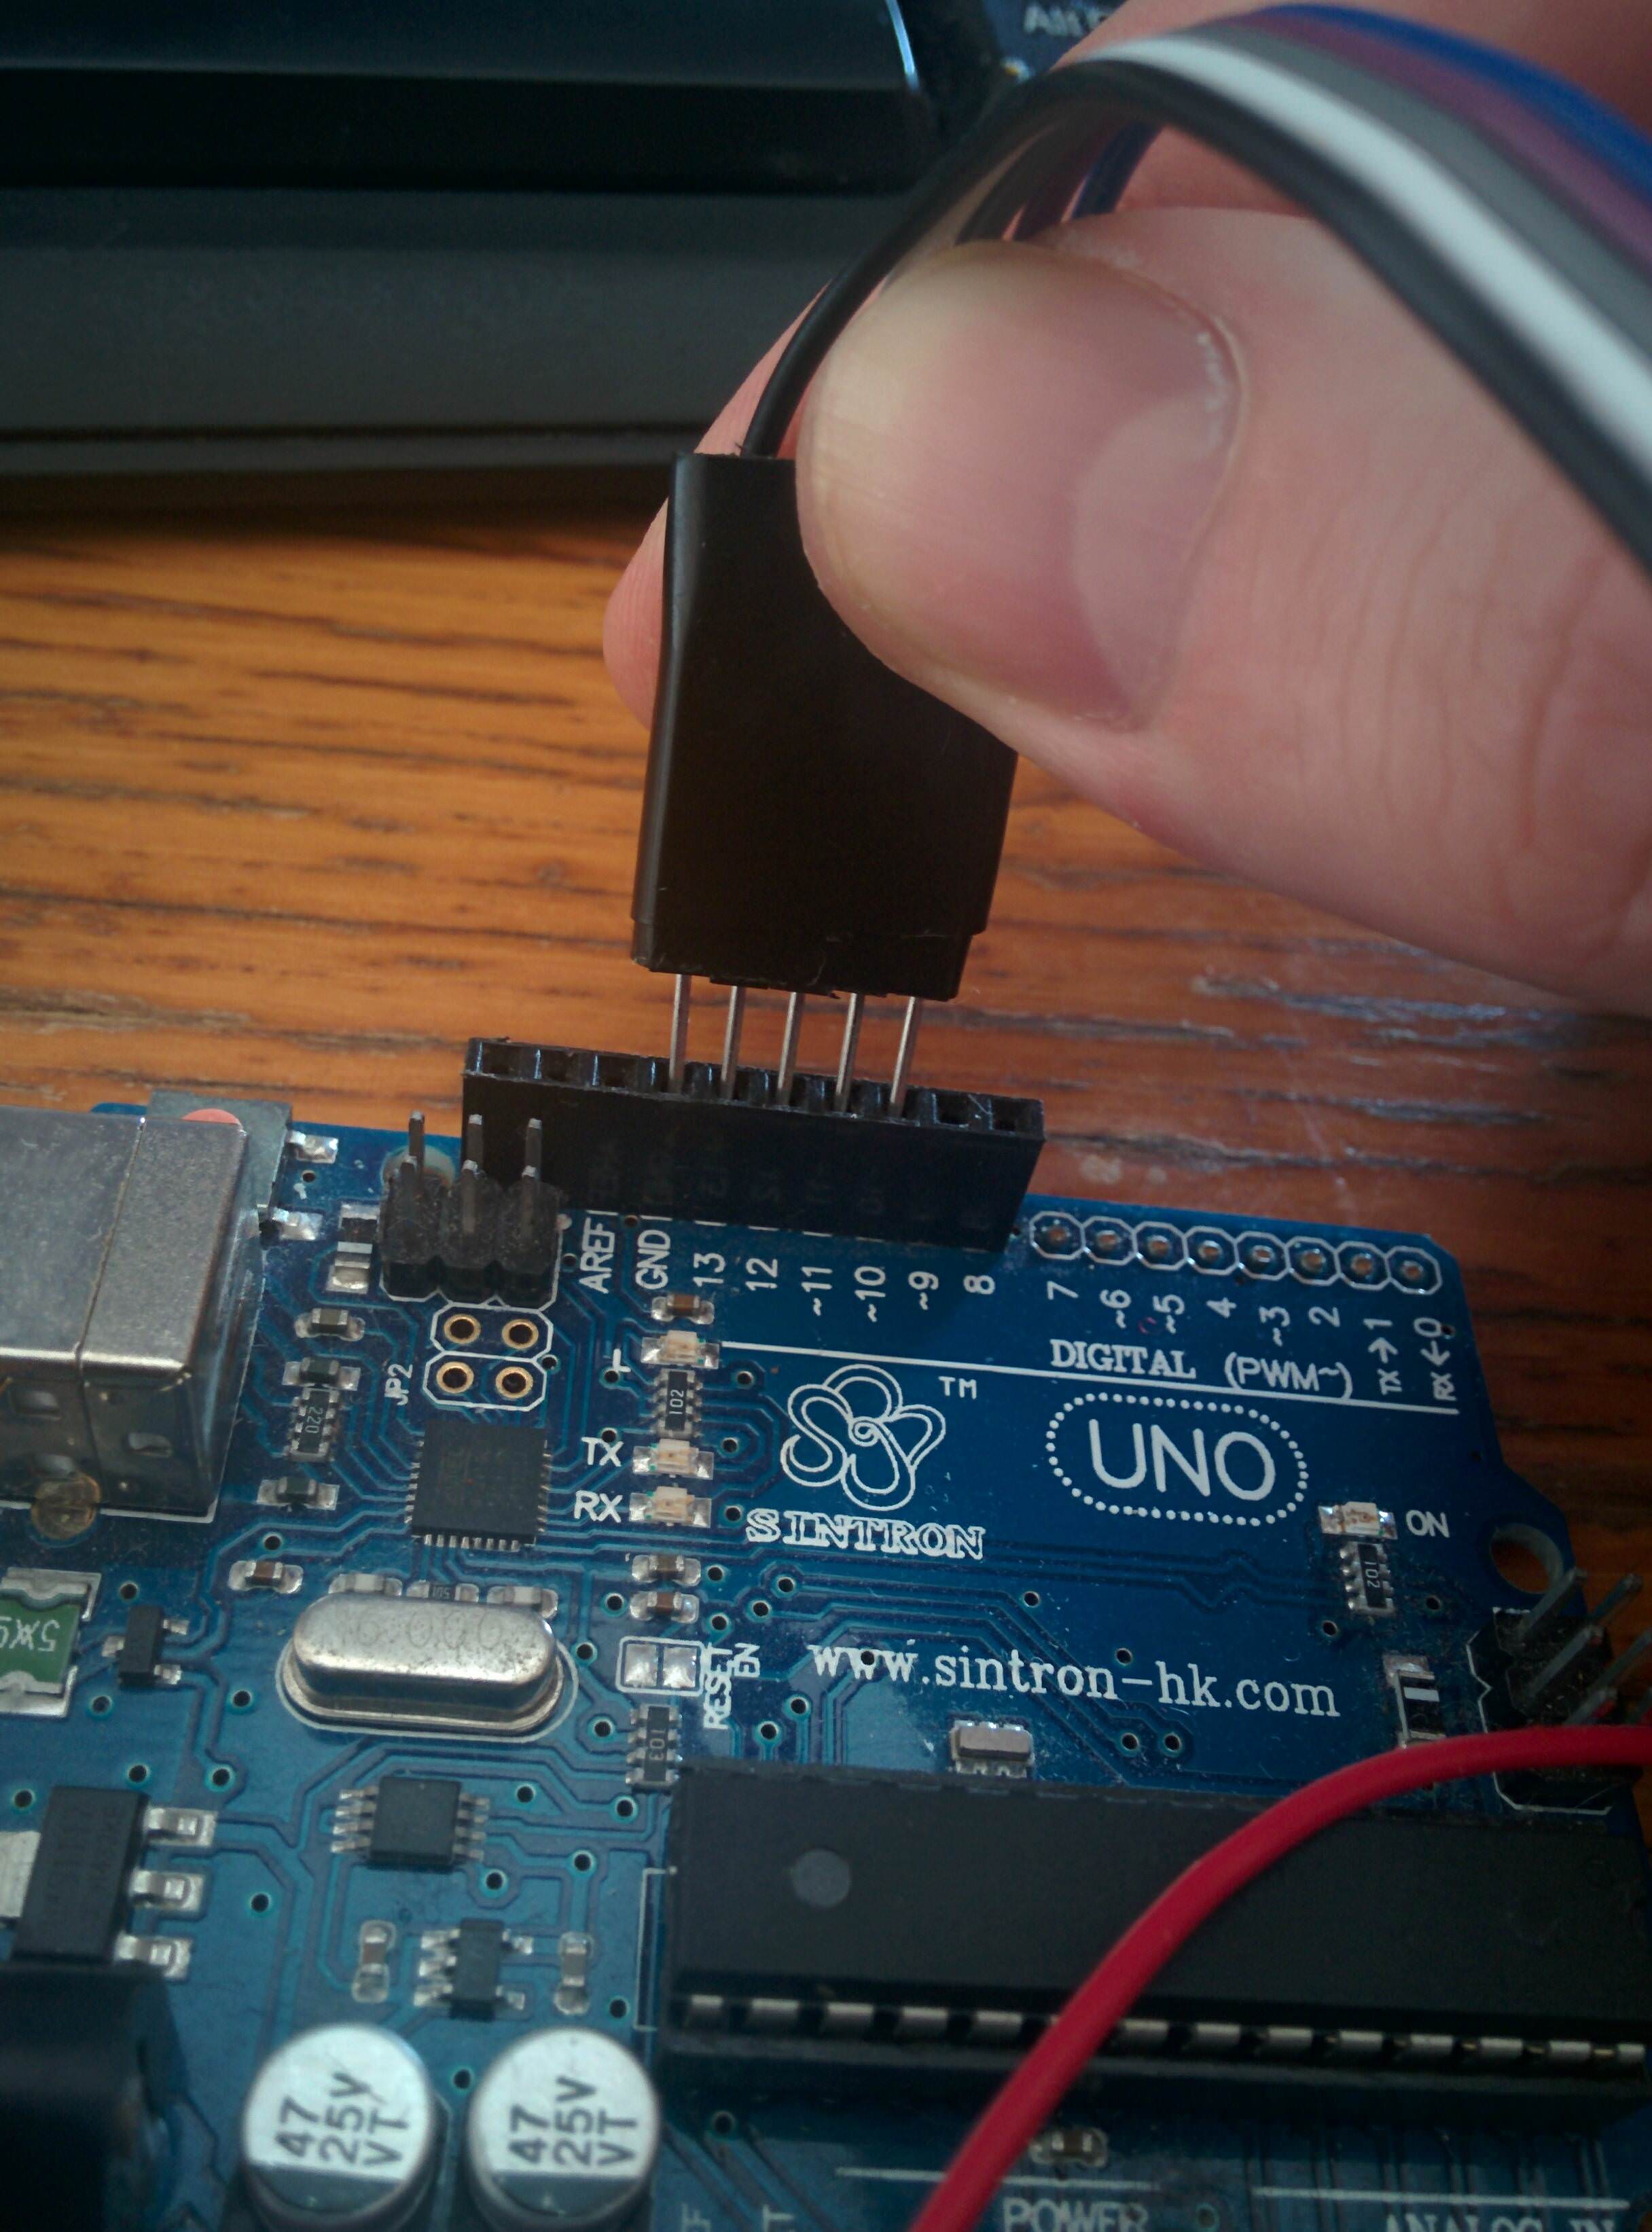 AREF
GND
13
12
~11
~10
~9
8
7
~6
~5
4
~3
2
TX→1
RX←0
DIGITAL (PWM~)
JP2
L
220
102
TX
RX
TM
SINTRON
UNO
ON
102
RESET
EN
www.sintron-hk.com
103
47
25V
VT
47
25V
VT
POWER
ANALOG IN